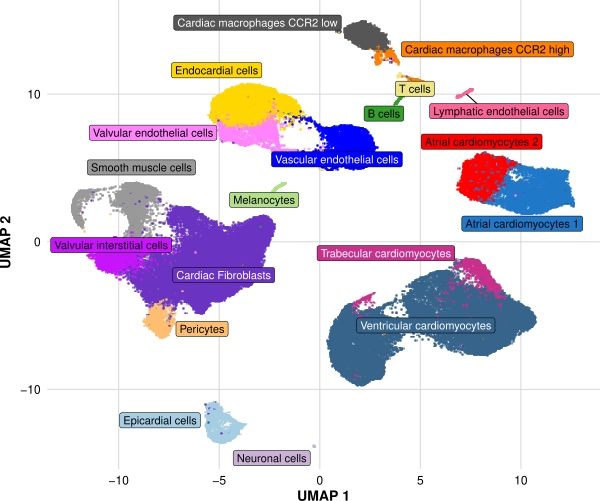 Cardiac macrophages CCR2 low
Cardiac macrophages CCR2 high
Endocardial cells
T cells
10
B cells
Lymphatic endothelial cells
Valvular endothelial cells
Atrial cardiomyocytes 2
Vascular endothelial cells
Smooth muscle cells
Melanocytes
Atrial cardiomyocytes 1
UMAP 2
0
Valvular interstitial cells
Trabecular cardiomyocytes
Cardiac Fibroblasts
Ventricular cardiomyocytes
Pericytes
−10
Epicardial cells
Neuronal cells
−10 −5 0 5 10
UMAP 1